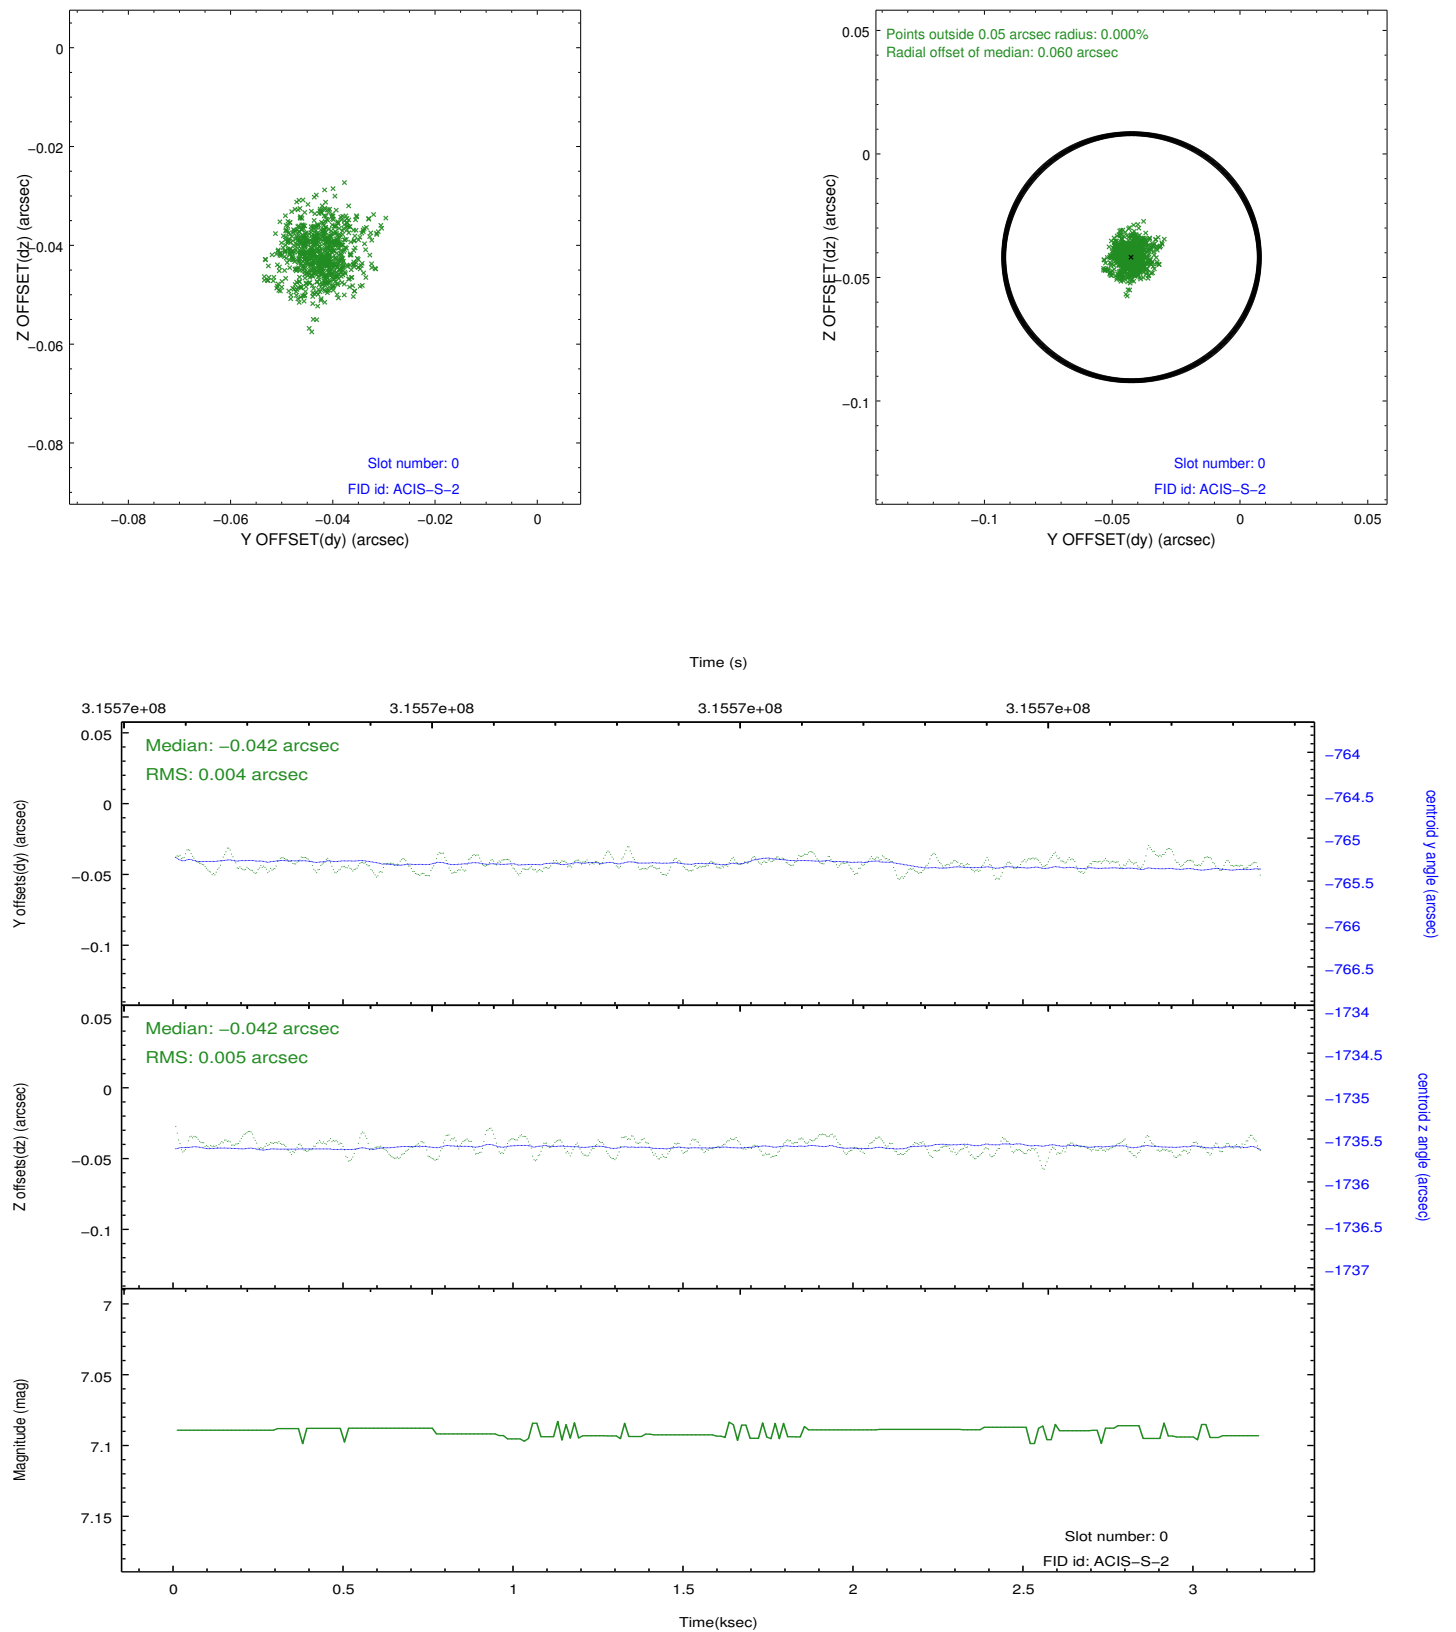 0
−0.02
−0.04
−0.06
−0.08
Z OFFSET(dz) (arcsec)
Slot number: 0
FID id: ACIS−S−2
−0.08
−0.06
−0.04
−0.02
0
Y OFFSET(dy) (arcsec)
0.05
0
−0.05
−0.1
Z OFFSET(dz) (arcsec)
Points outside 0.05 arcsec radius: 0.000%
Radial offset of median: 0.060 arcsec
Slot number: 0
FID id: ACIS−S−2
−0.1
−0.05
0
0.05
Y OFFSET(dy) (arcsec)
Time (s)
3.1557e+08
3.1557e+08
3.1557e+08
3.1557e+08
0.05
0
−0.05
−0.1
Y offsets(dy) (arcsec)
Median: −0.042 arcsec
RMS: 0.004 arcsec
−764
−764.5
−765
−765.5
−766
−766.5
centroid y angle (arcsec)
0.05
0
−0.05
−0.1
Z offsets(dz) (arcsec)
Median: −0.042 arcsec
RMS: 0.005 arcsec
−1734
−1734.5
−1735
−1735.5
−1736
−1736.5
−1737
centroid z angle (arcsec)
7
7.05
7.1
7.15
Magnitude (mag)
Slot number: 0
FID id: ACIS−S−2
0
0.5
1
1.5
2
2.5
3
Time(ksec)